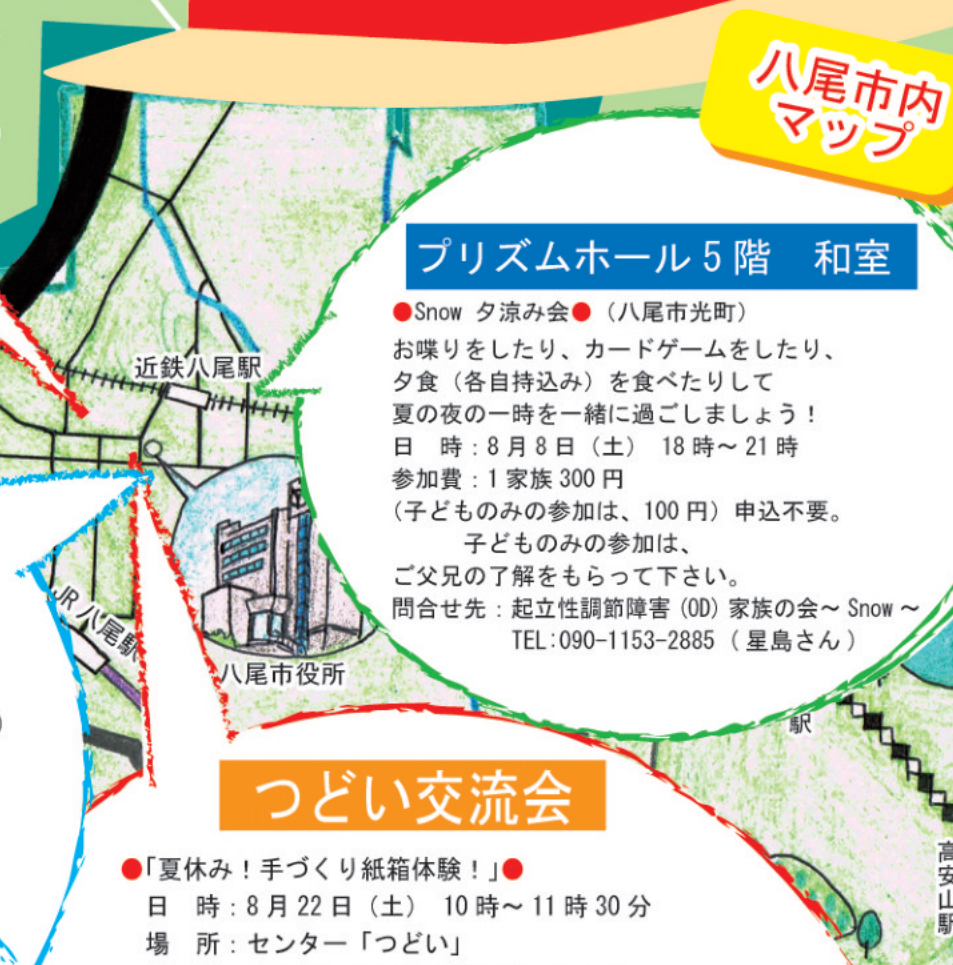 八尾市内
マップ
プリズムホール5階　和室
●Snow 夕涼み会●（八尾市光町）
お喋りをしたり、カードゲームをしたり、
夕食（各自持込み）を食べたりして
夏の夜の一時を一緒に過ごしましょう！
日　時：8月8日（土）　18時～21時
参加費：1家族300円
(子どものみの参加は、100円）申込不要。
子どものみの参加は、
ご父兄の了解をもらって下さい。
問合せ先：起立性調節障害(OD)家族の会～Snow～
TEL:090-1153-2885（星島さん）
近鉄八尾駅
JR八尾駅
八尾市役所
駅
高安山駅
つどい交流会
●「夏休み！手づくり紙箱体験！」●
日　時：8月22日（土）　10時～11時30分
場　所：センター「つどい」